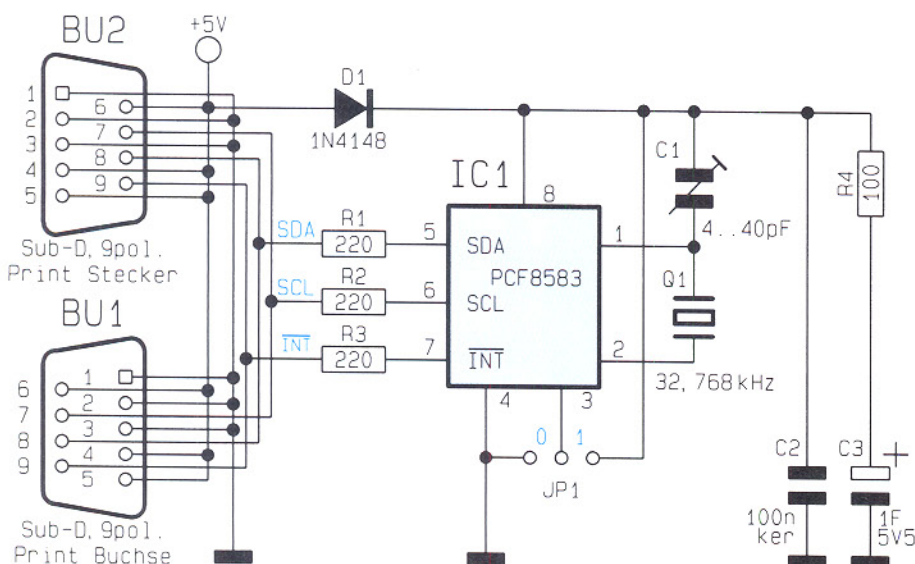 BU2
+5V
1
6
2
7
3
8
4
9
5
Sub-D, 9pol.
Print Stecker
D1
1N4148
IC1
8
C1
4..40pF
R4
100
SDA
R1
220
5
SDA
1
PCF8583
SCL
R2
220
6
SCL
Q1
INT
R3
220
7
INT
2
32,768kHz
4
3
0
1
JP1
BU1
1
6
2
7
3
8
4
9
5
Sub-D, 9pol.
Print Buchse
C2
100n
ker
C3
+
1F
5V5